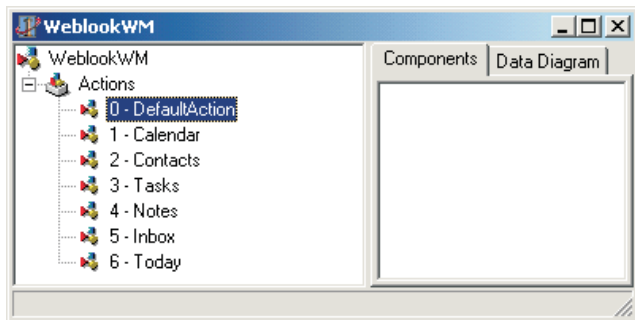 WeblookWM
WeblookWM
Actions
0 - DefaultAction
1 - Calendar
2 - Contacts
3 - Tasks
4 - Notes
5 - Inbox
6 - Today
Components
Data Diagram